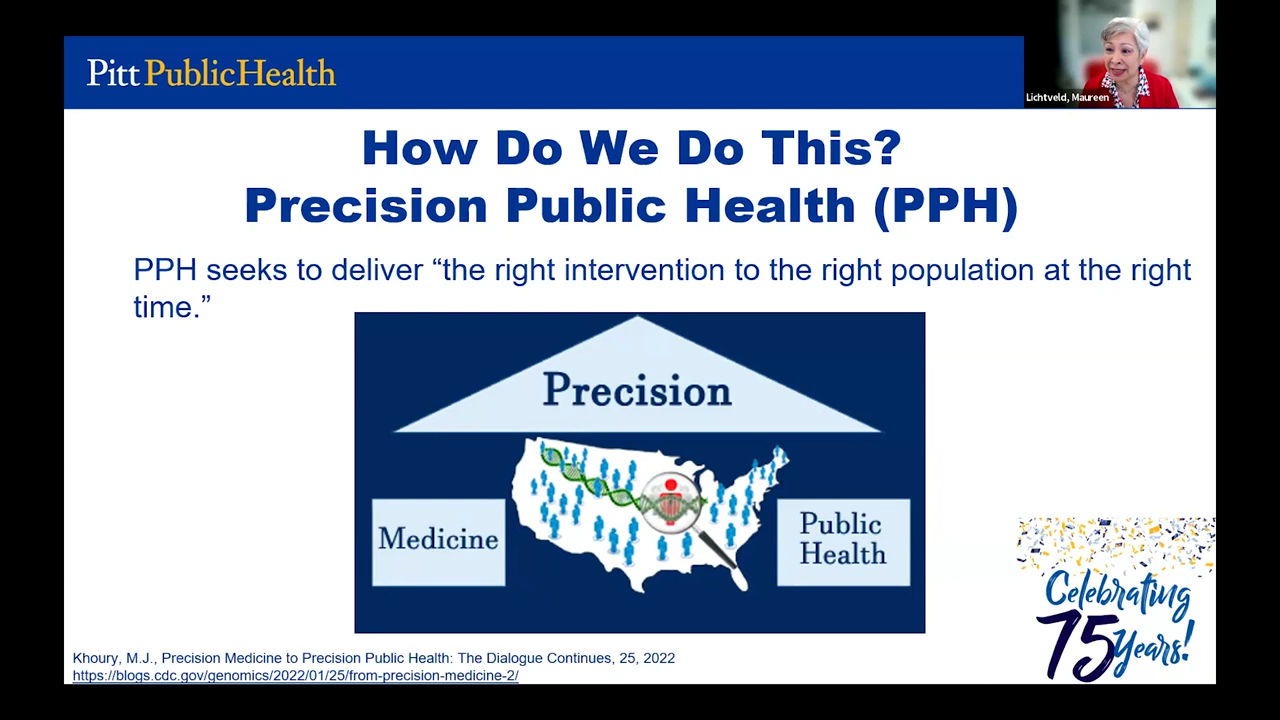 Pitt PublicHealth
Lichtveld, Maureen
How Do We Do This?
Precision Public Health (PPH)
PPH seeks to deliver “the right intervention to the right population at the right
time.”
Precision
Medicine
Public
Health
Celebrating
75 Years!
Khoury, M.J., Precision Medicine to Precision Public Health: The Dialogue Continues, 25, 2022
https://blogs.cdc.gov/genomics/2022/01/25/from-precision-medicine-2/